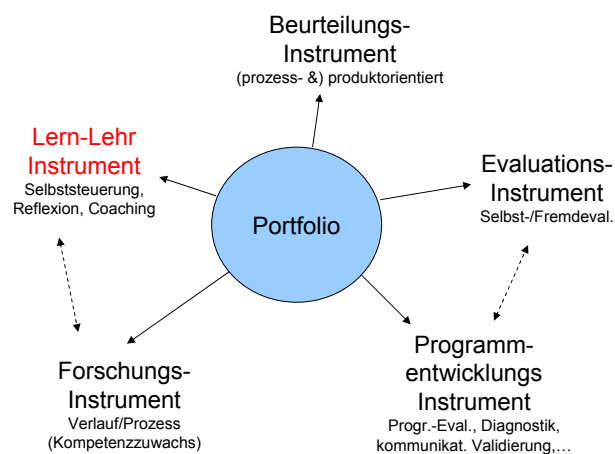 Beurteilungs-
Instrument
(prozess- &) produktorientiert
Lern-Lehr
Instrument
Selbststeuerung,
Reflexion, Coaching
Evaluations-
Instrument
Selbst-/Fremdeval.
Portfolio
Forschungs-
Instrument
Verlauf/Prozess
(Kompetenzzuwachs)
Programm-
entwicklungs
Instrument
Progr.-Eval., Diagnostik,
kommunikat. Validierung,...